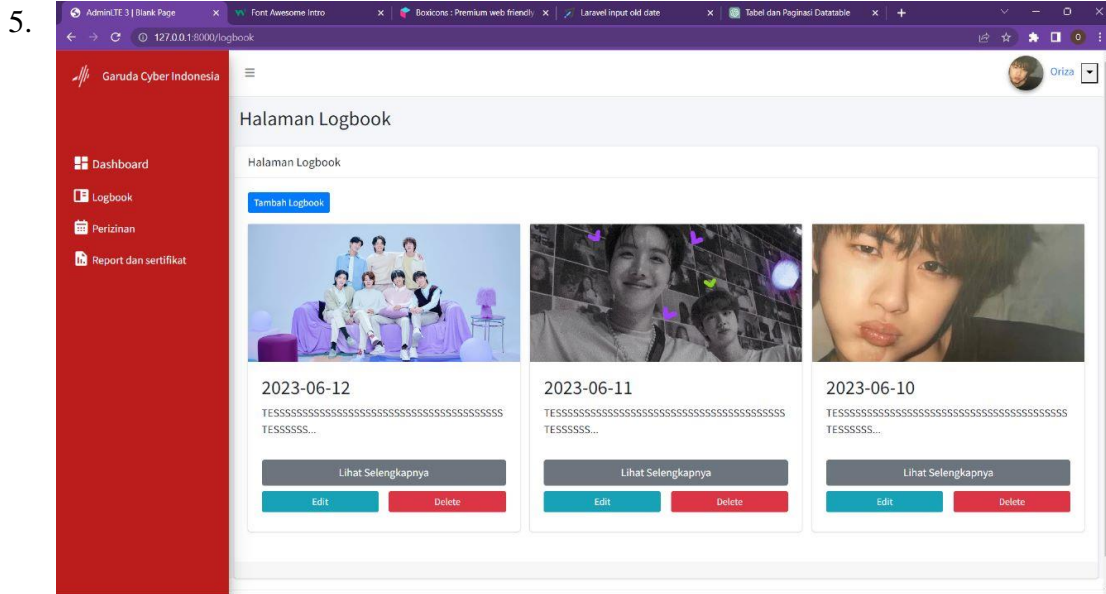 5.
AdminLTE 3 | Blank Page
Font Awesome Intro
Boxicons : Premium web friendly
Laravel input old date
Tabel dan Paginasi Datatable
127.0.0.1:8000/logbook
Garuda Cyber Indonesia
Oriza
Halaman Logbook
Dashboard
Logbook
Perizinan
Report dan sertifikat
Halaman Logbook
Tambah Logbook
2023-06-12
TESSSSSSSSSSSSSSSSSSSSSSSSSSSSSSSSSSSSSSSSS
TESSSSSS...
Lihat Selengkapnya
Edit Delete
2023-06-11
TESSSSSSSSSSSSSSSSSSSSSSSSSSSSSSSSSSSSSSSSS
TESSSSSS...
Lihat Selengkapnya
Edit Delete
2023-06-10
TESSSSSSSSSSSSSSSSSSSSSSSSSSSSSSSSSSSSSSSSS
TESSSSSS...
Lihat Selengkapnya
Edit Delete